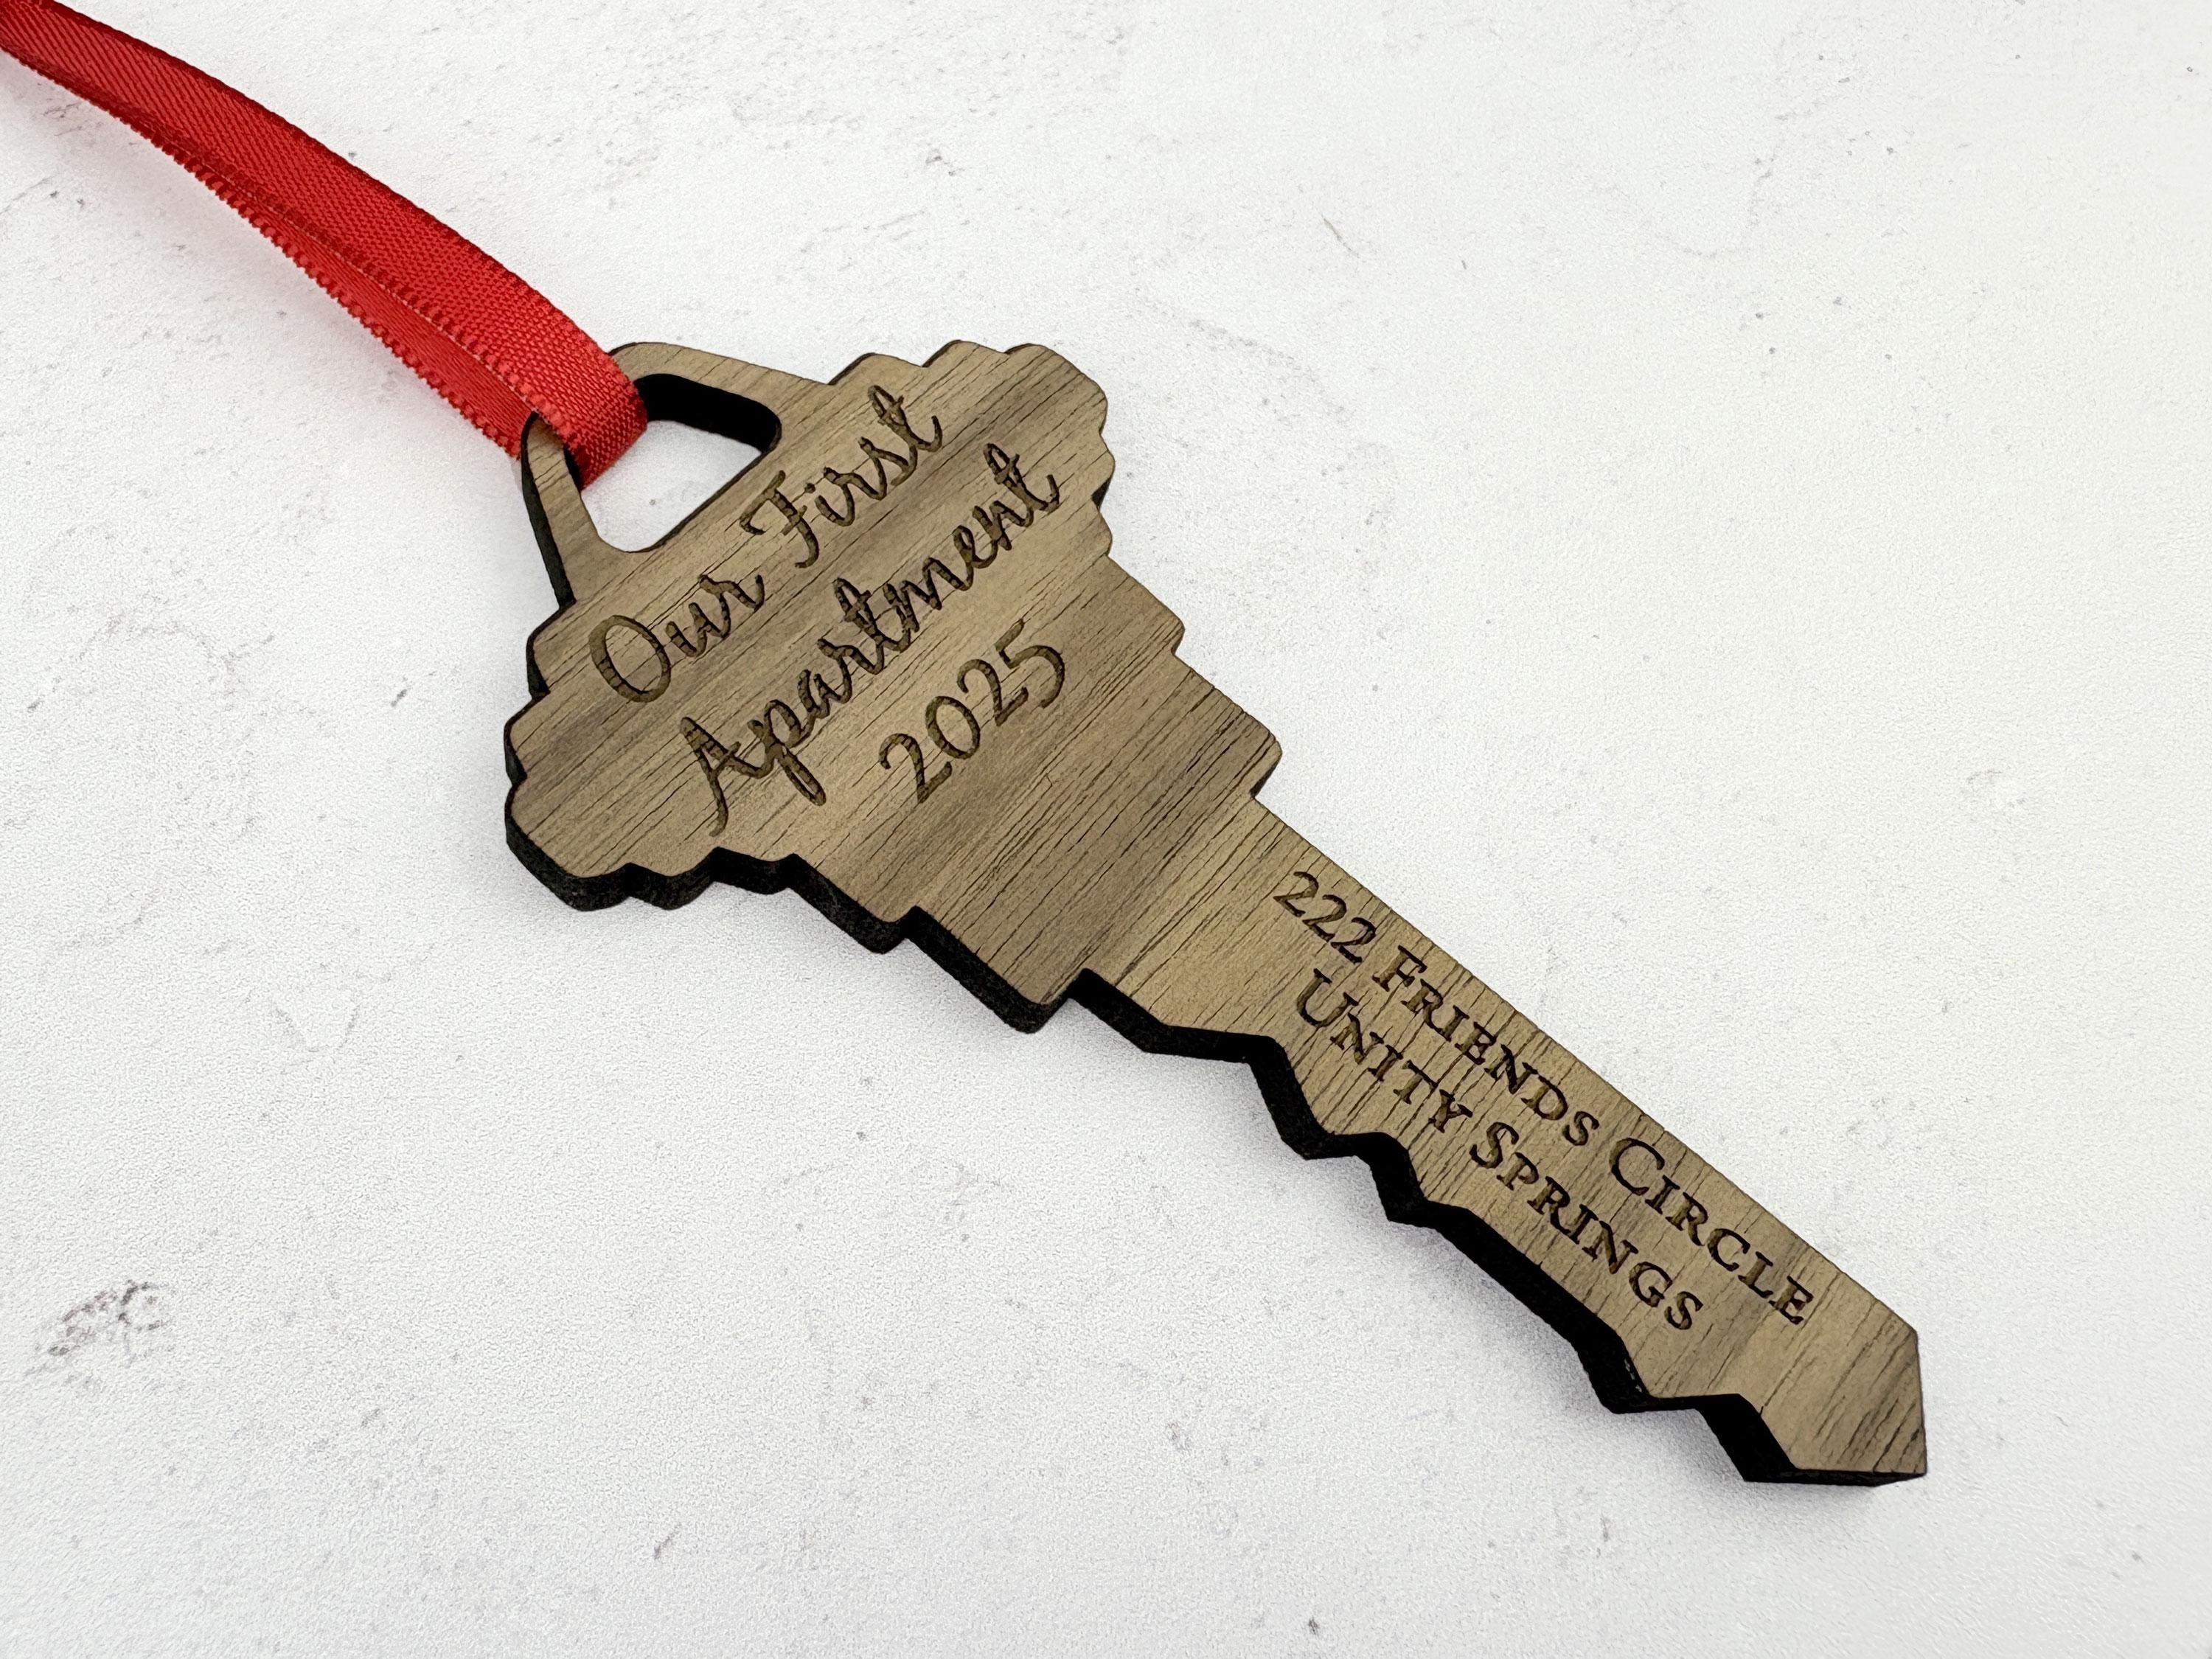 Our First
Apartment
2025
222 Friends Circle
Unity Springs